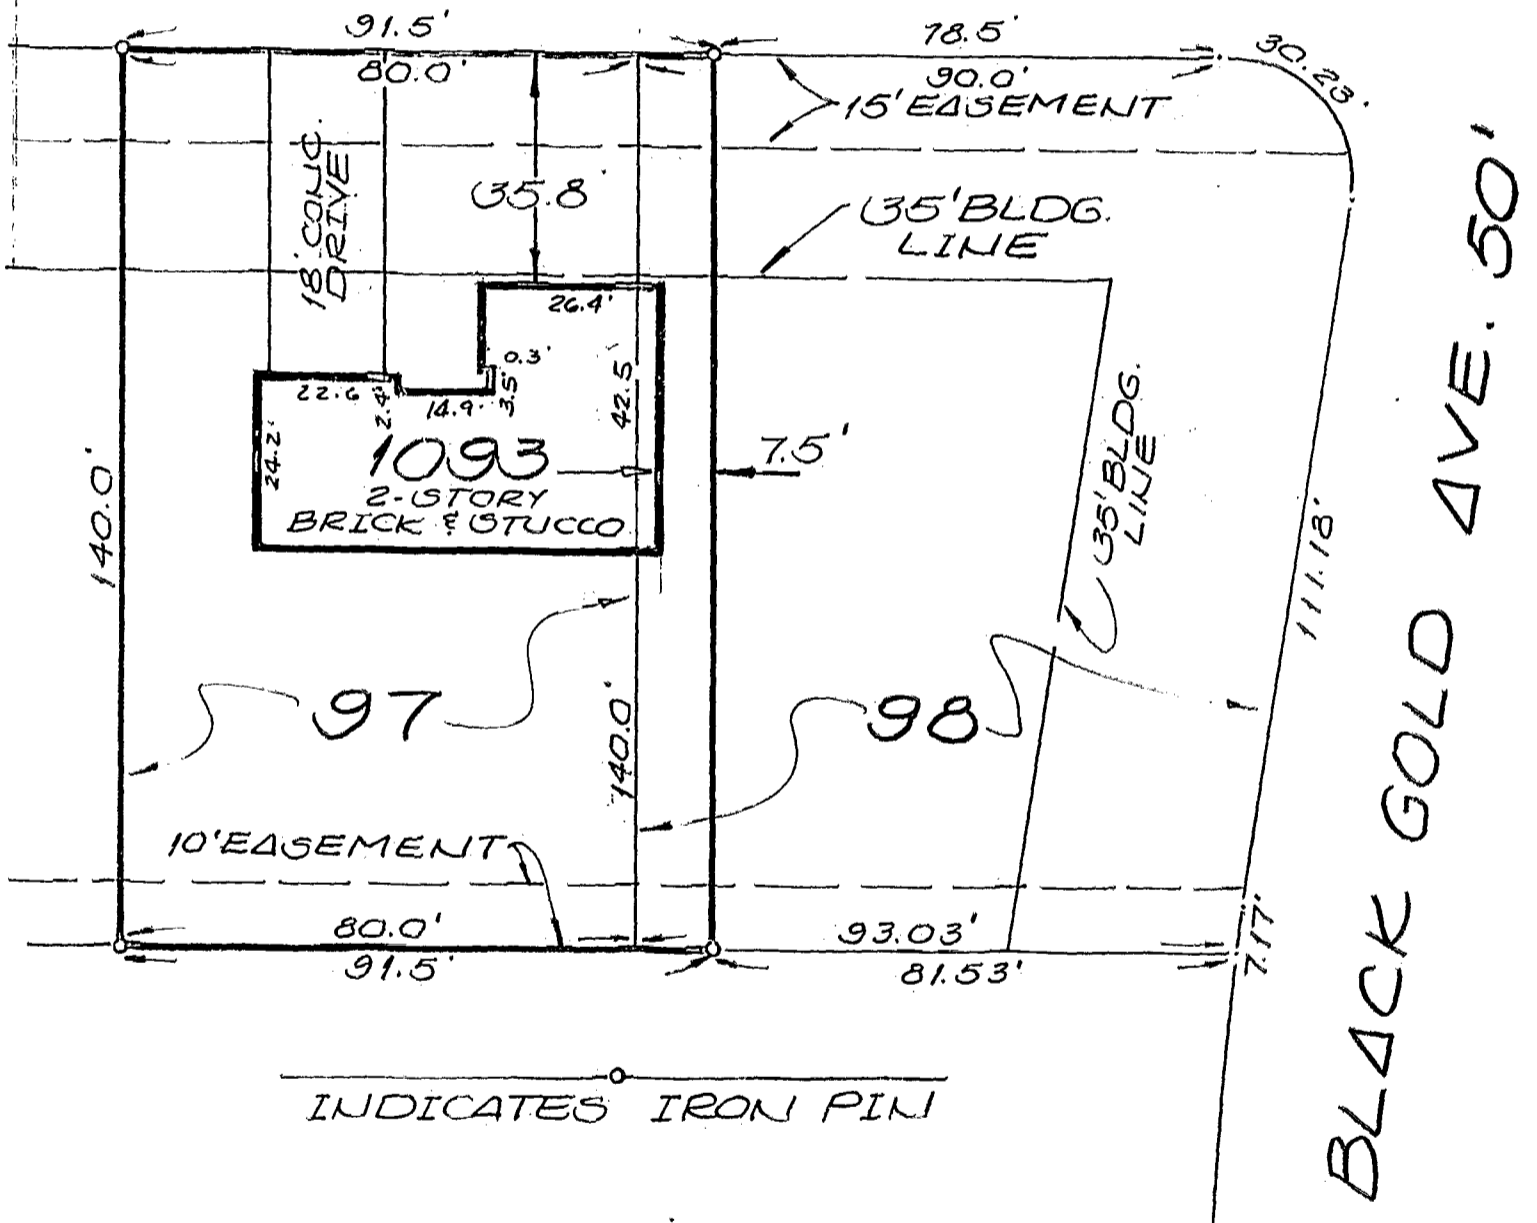 91.5'
78.5'
30.23'
80.0'
90.0'
15' EASEMENT
18' CONC.
DRIVE
35.8'
35' BLDG.
LINE
BLACK GOLD AVE. 50'
26.4'
0.3'
3.5'
22.6
2.4'
14.9'
42.5'
24.2'
1093
2-STORY
BRICK & STUCCO
7.5'
35' BLDG.
LINE
140.0'
111.18'
97
98
140.0'
10' EASEMENT
80.0'
93.03'
7.17'
91.5'
81.53'
INDICATES IRON PIN